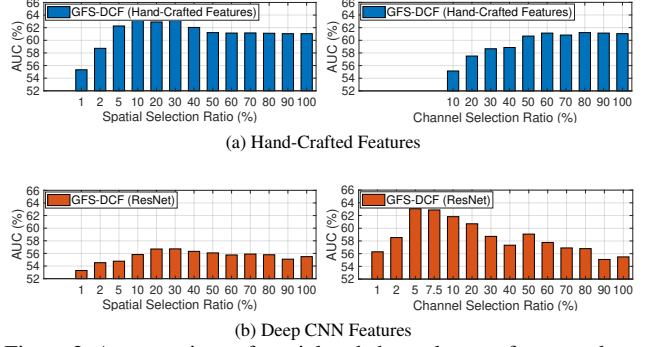 66
64
62
60
58
56
54
52
AUC (%)
GFS-DCF (Hand-Crafted Features)
1 2 5 10 20 30 40 50 60 70 80 90 100
Spatial Selection Ratio (%)
66
64
62
60
58
56
54
52
AUC (%)
GFS-DCF (Hand-Crafted Features)
10 20 30 40 50 60 70 80 90 100
Channel Selection Ratio (%)
(a) Hand-Crafted Features
66
64
62
60
58
56
54
52
AUC (%)
GFS-DCF (ResNet)
1 2 5 10 20 30 40 50 60 70 80 90 100
Spatial Selection Ratio (%)
66
64
62
60
58
56
54
52
AUC (%)
GFS-DCF (ResNet)
1 2 5 7.5 10 20 30 40 50 60 70 80 90 100
Channel Selection Ratio (%)
(b) Deep CNN Features